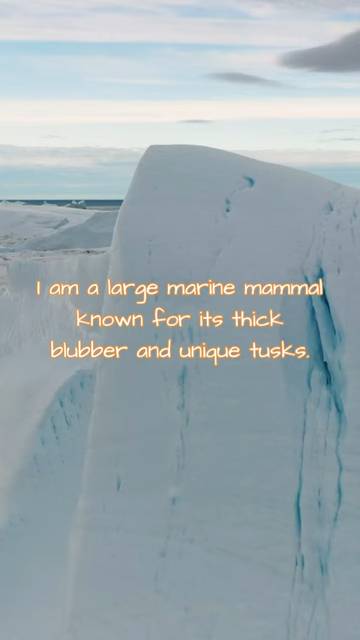 I am a large marine mammal
known for its thick
blubber and unique tusks.